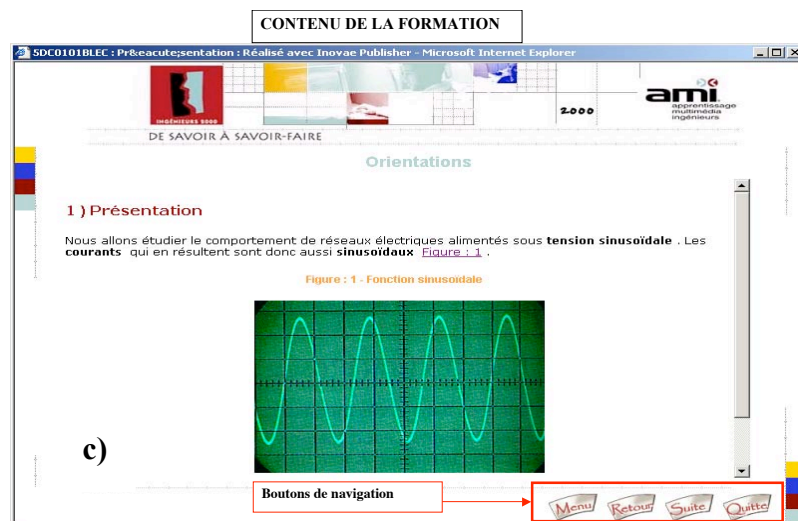 CONTENU DE LA FORMATION
5DC0101BLEC : Pr&eacute;sentation : Réalisé avec Inovae Publisher - Microsoft Internet Explorer
INGÉNIEURS 2000
2000
ami.
apprentissage
multimédia
ingénieurs
DE SAVOIR À SAVOIR-FAIRE
Orientations
1 ) Présentation
Nous allons étudier le comportement de réseaux électriques alimentés sous tension sinusoïdale . Les
courants qui en résultent sont donc aussi sinusoïdaux Figure : 1 .
Figure : 1 - Fonction sinusoïdale
c)
Boutons de navigation
Menu Retour Suite Quitte